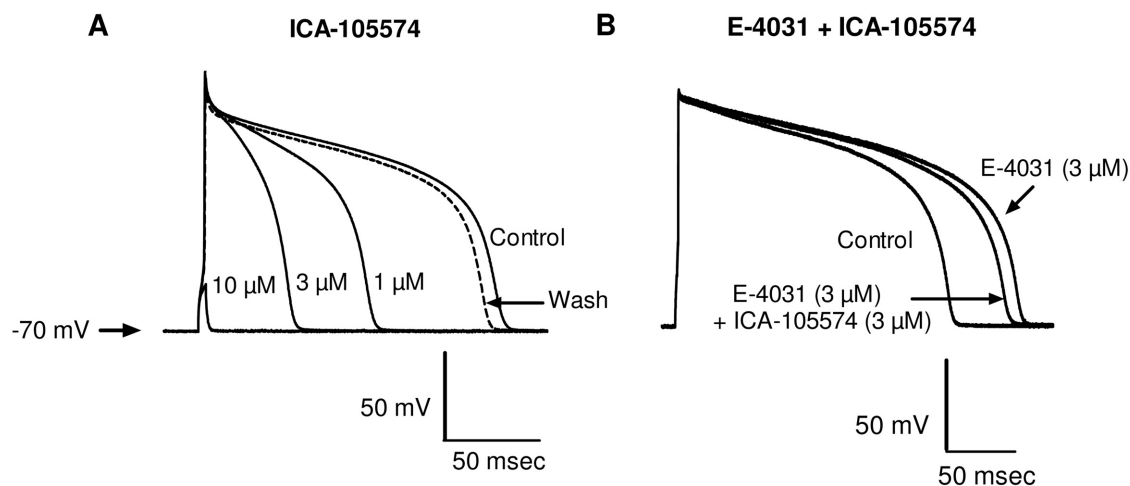 A
ICA-105574
Control
10 µM
3 µM
1 µM
Wash
-70 mV
50 mV
50 msec
B
E-4031 + ICA-105574
E-4031 (3 µM)
Control
E-4031 (3 µM)
+ ICA-105574 (3 µM)
50 mV
50 msec